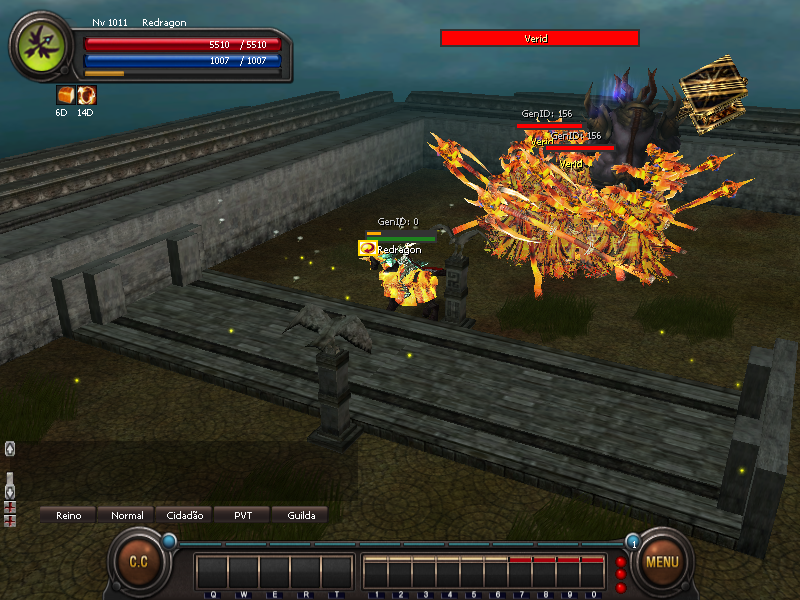 Nv 1011 Redragon
5510 / 5510
1007 / 1007
6D 14D
Verid
GenID: 156
GenID: 156
Verid
Verid
GenID: 0
Redragon
Reino Normal Cidadão PVT Guilda
C.C
1
MENU
Q W E R T 1 2 3 4 5 6 7 8 9 0